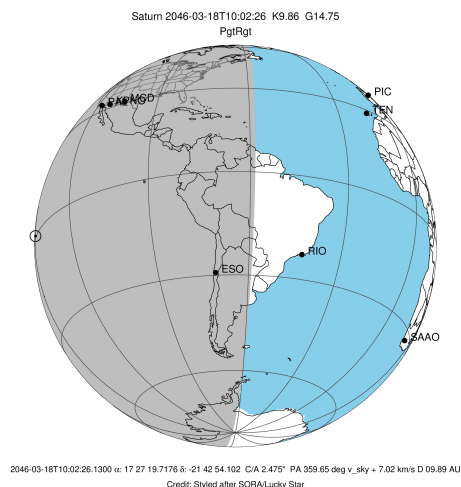 Saturn 2046-03-18T10:02:26 K9.86 G14.75
PgtRgt
PIC
TEN
MCD
RIO
ESO
SAAO
2046-03-18T10:02:26.1300 α: 17 27 19.7176 δ: -21 42 54.102 C/A 2.475" PA 359.65 deg v_sky + 7.02 km/s D 09.89 AU
Credit: Styled after SORA/Lucky Star